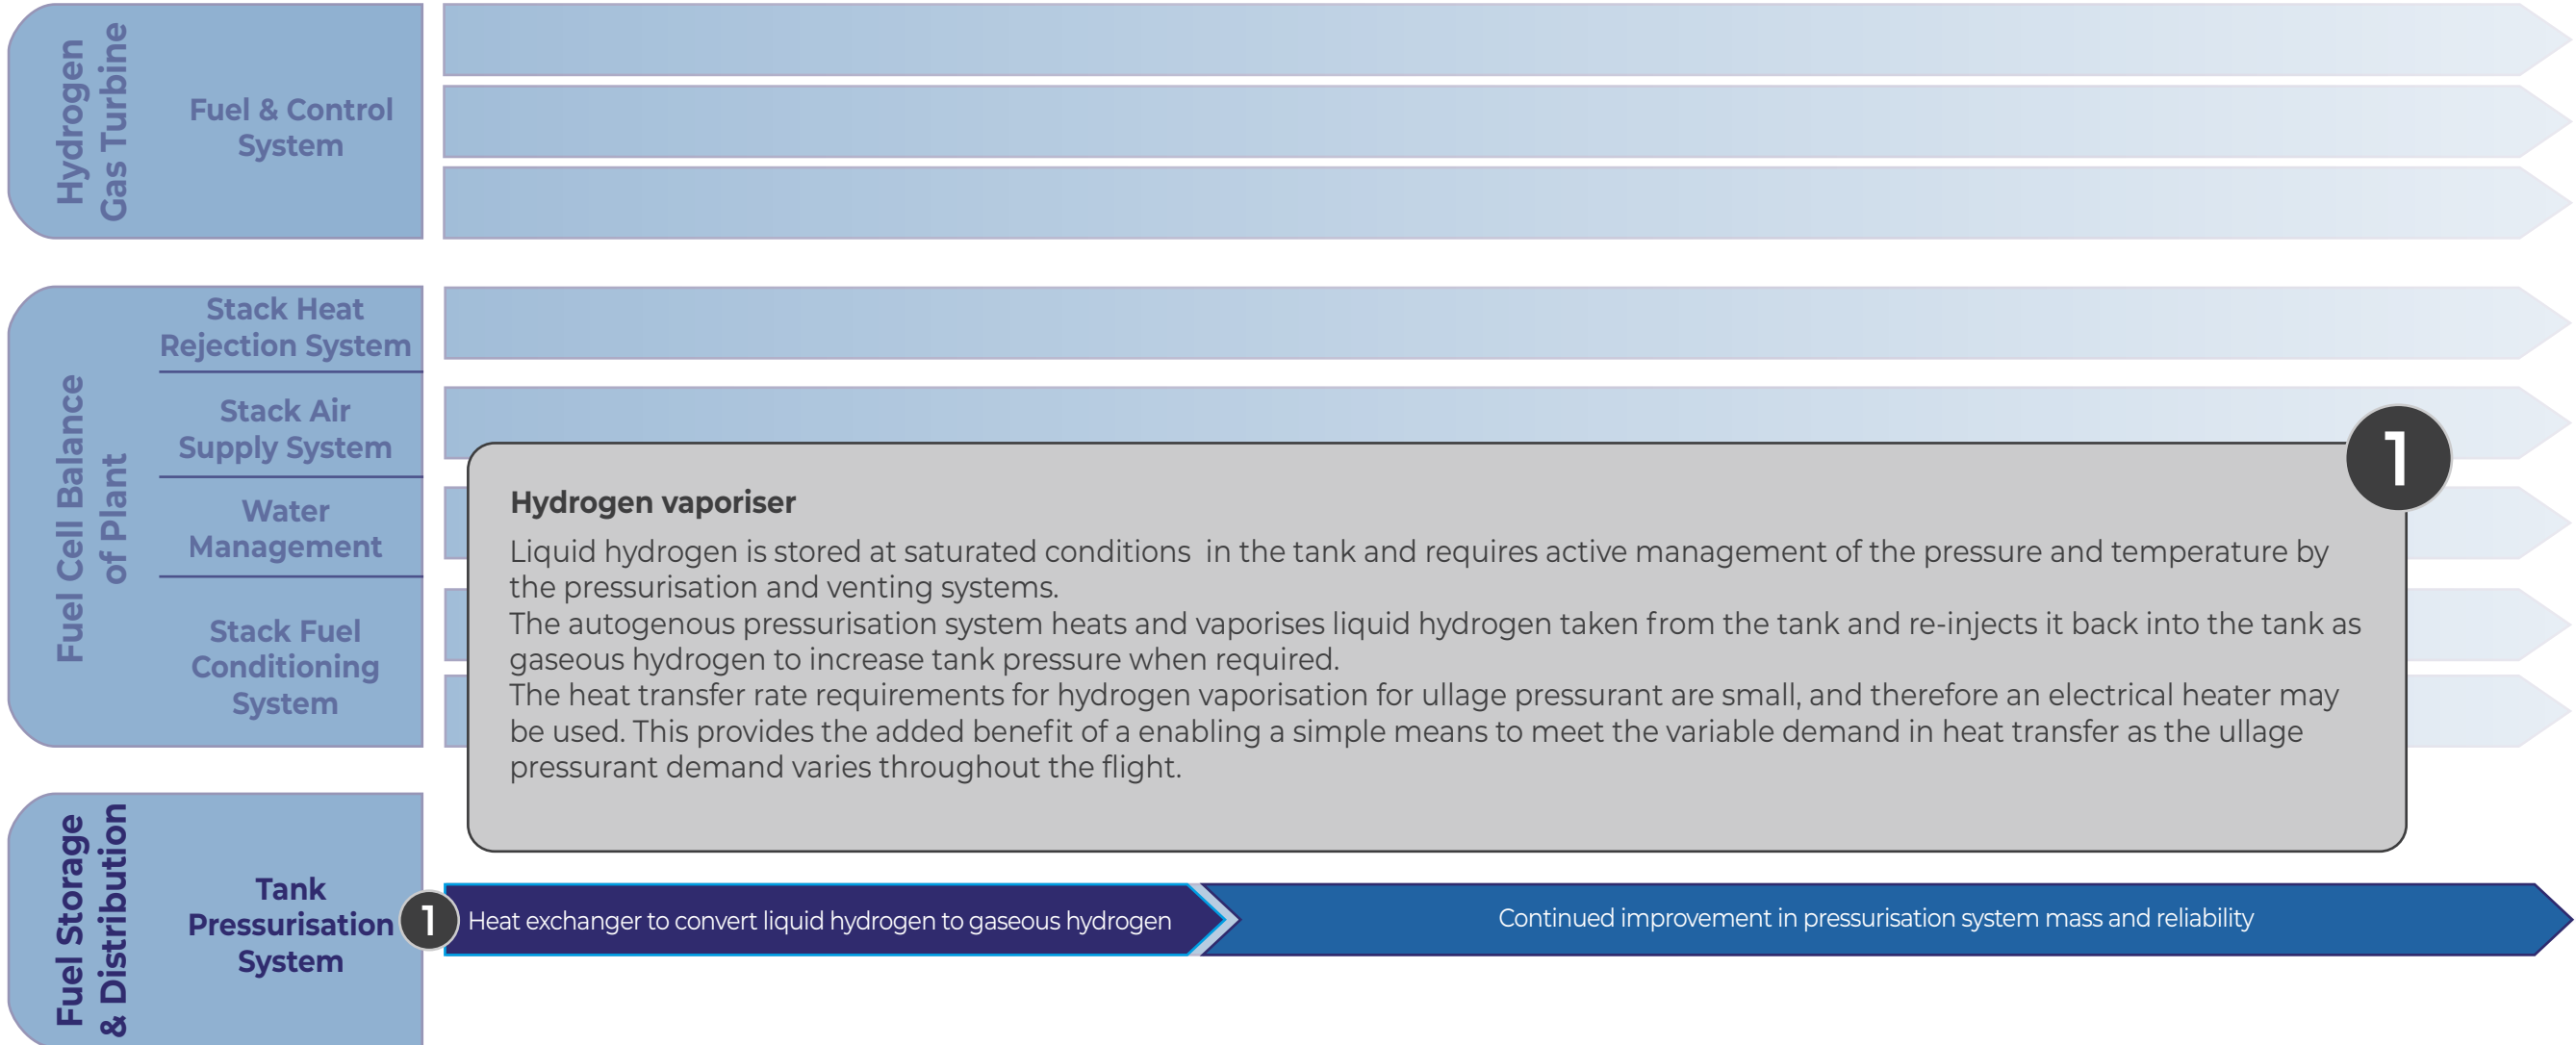 Hydrogen
Gas Turbine
Fuel & Control
System
Fuel Cell Balance
of Plant
Stack Heat
Rejection System
Stack Air
Supply System
Water
Management
Stack Fuel
Conditioning
System
1
Hydrogen vaporiser
Liquid hydrogen is stored at saturated conditions in the tank and requires active management of the pressure and temperature by
the pressurisation and venting systems.
The autogenous pressurisation system heats and vaporises liquid hydrogen taken from the tank and re-injects it back into the tank as
gaseous hydrogen to increase tank pressure when required.
The heat transfer rate requirements for hydrogen vaporisation for ullage pressurant are small, and therefore an electrical heater may
be used. This provides the added benefit of a enabling a simple means to meet the variable demand in heat transfer as the ullage
pressurant demand varies throughout the flight.
Fuel Storage
& Distribution
Tank
Pressurisation
System
1
Heat exchanger to convert liquid hydrogen to gaseous hydrogen
Continued improvement in pressurisation system mass and reliability